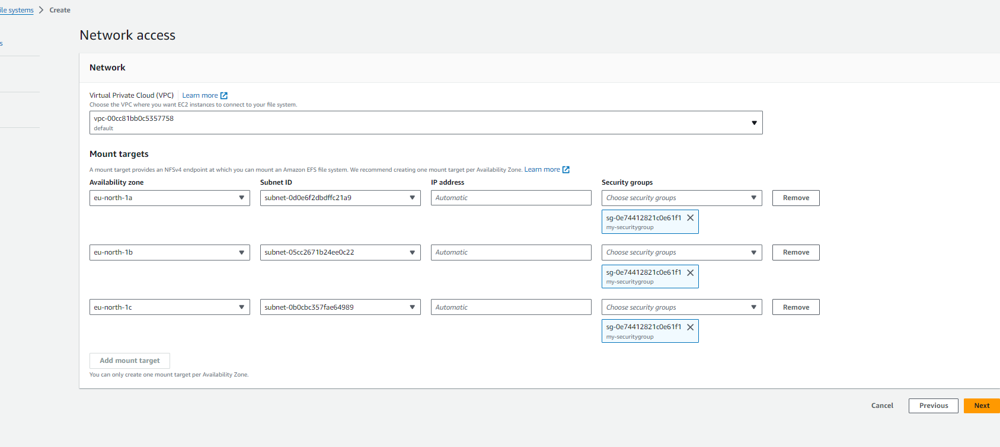 ile systems > Create
s
Network access
Network
Virtual Private Cloud (VPC) Learn more
Choose the VPC where you want EC2 instances to connect to your file system.
vpc-00cc81bb0c5357758
default
Mount targets
A mount target provides an NFSv4 endpoint at which you can mount an Amazon EFS file system. We recommend creating one mount target per Availability Zone. Learn more
Availability zone Subnet ID IP address Security groups
eu-north-1a subnet-0d0e6f2dbdffc21a9 Automatic Choose security groups Remove
sg-0e74412821c0e61f1
my-securitygroup
eu-north-1b subnet-05cc2671b24ee0c22 Automatic Choose security groups Remove
sg-0e74412821c0e61f1
my-securitygroup
eu-north-1c subnet-0b0cbc357fae64989 Automatic Choose security groups Remove
sg-0e74412821c0e61f1
my-securitygroup
Add mount target
You can only create one mount target per Availability Zone.
Cancel Previous Next